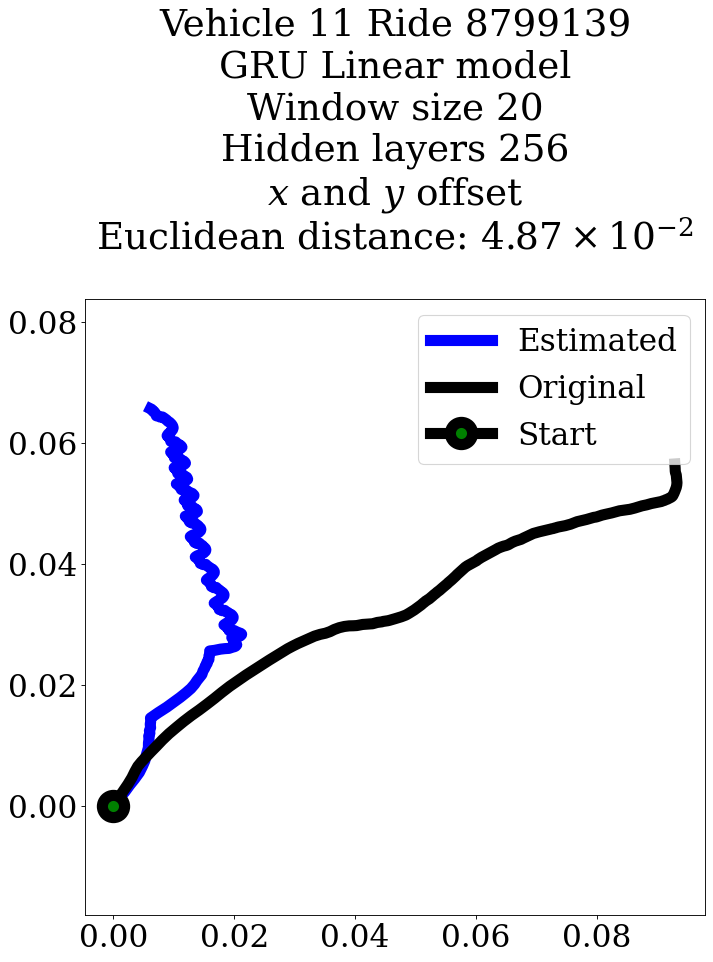 Vehicle 11 Ride 8799139
GRU Linear model
Window size 20
Hidden layers 256
x and y offset
Euclidean distance: 4.87 × 10⁻²
Estimated
Original
Start
0.08
0.06
0.04
0.02
0.00
0.00 0.02 0.04 0.06 0.08